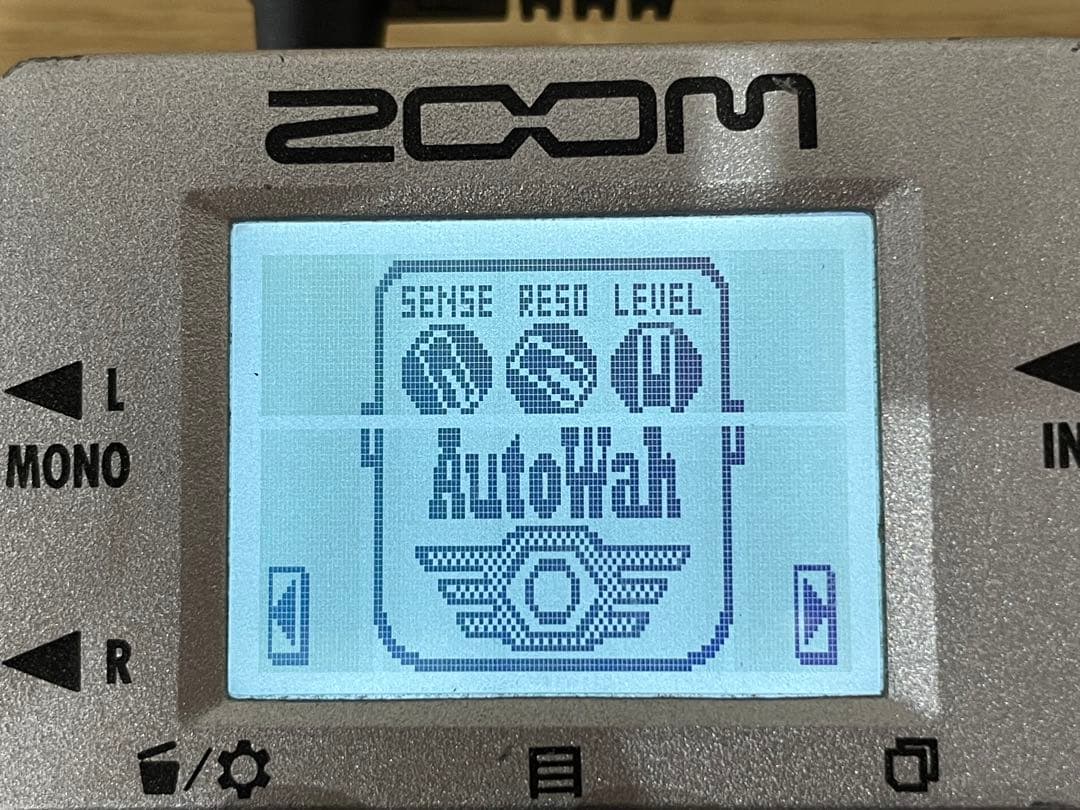 ZOOM
SENSE RESO LEVEL
L
MONO
IN
AutoWah
R